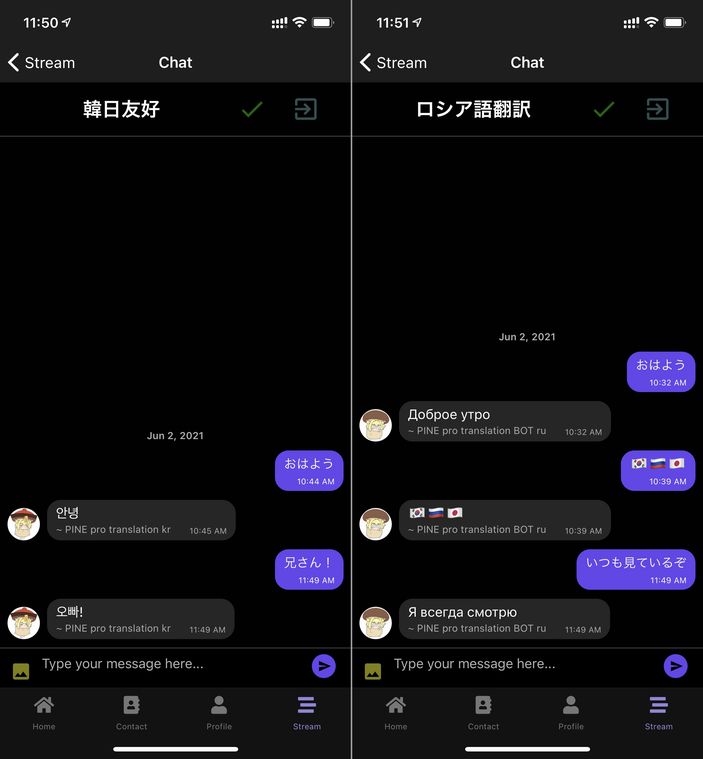 11:50
Stream
Chat
韓日友好
Jun 2, 2021
おはよう
10:44 AM
안녕
~ PINE pro translation kr
10:45 AM
兄さん！
11:49 AM
오빠!
~ PINE pro translation kr
11:49 AM
Type your message here...
Home
Contact
Profile
Stream
11:51
Stream
Chat
ロシア語翻訳
Jun 2, 2021
おはよう
10:32 AM
Доброе утро
~ PINE pro translation BOT ru
10:32 AM
🇰🇷🇷🇺🇯🇵
10:39 AM
🇰🇷🇷🇺🇯🇵
~ PINE pro translation BOT ru
10:39 AM
いつも見ているぞ
11:49 AM
Я всегда смотрю
~ PINE pro translation BOT ru
11:49 AM
Type your message here...
Home
Contact
Profile
Stream